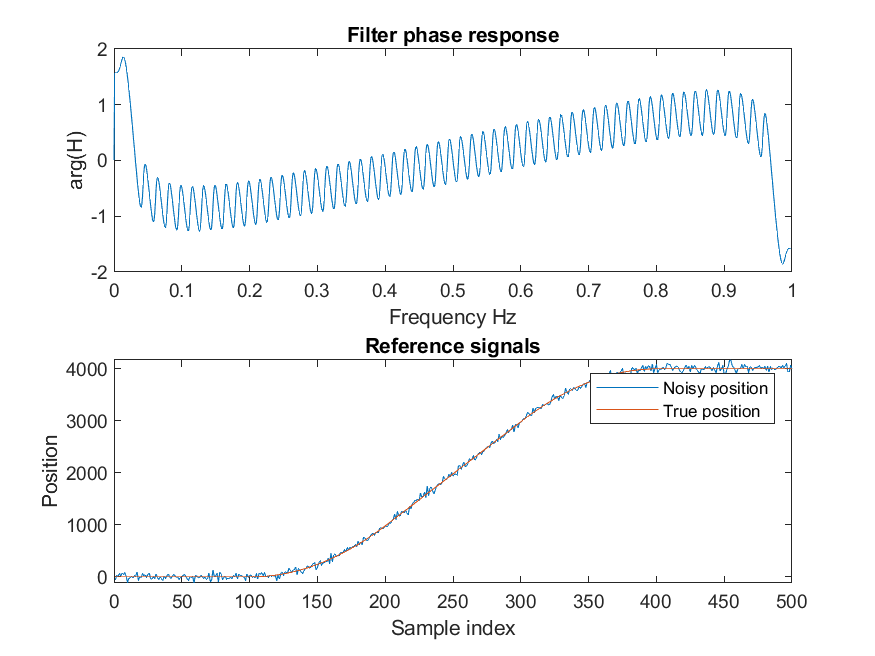 Filter phase response
2
1
0
-1
-2
arg(H)
0 0.1 0.2 0.3 0.4 0.5 0.6 0.7 0.8 0.9 1
Frequency Hz
Reference signals
4000
3000
2000
1000
0
Position
Noisy position
True position
0 50 100 150 200 250 300 350 400 450 500
Sample index